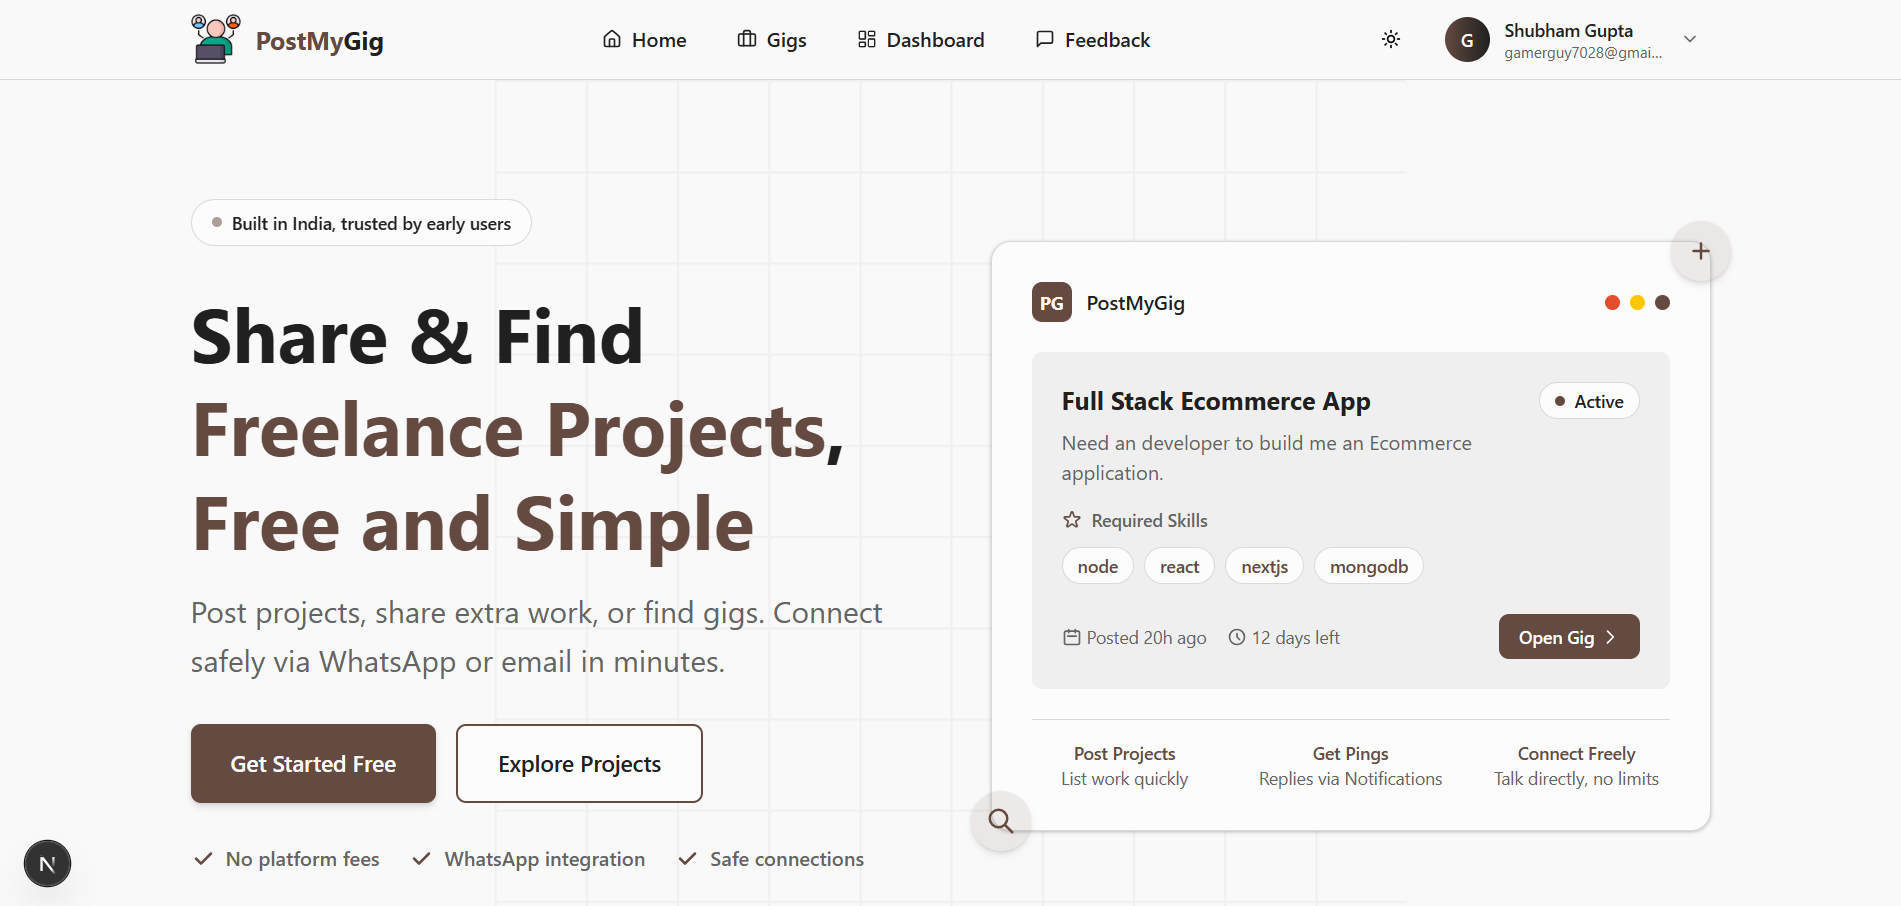 PostMyGig
Home
Gigs
Dashboard
Feedback
G
Shubham Gupta
gamerguy7028@gmai...
Built in India, trusted by early users
Share & Find
Freelance Projects,
Free and Simple
Post projects, share extra work, or find gigs. Connect
safely via WhatsApp or email in minutes.
Get Started Free
Explore Projects
No platform fees
WhatsApp integration
Safe connections
N
PG
PostMyGig
Full Stack Ecommerce App
Active
Need an developer to build me an Ecommerce
application.
Required Skills
node
react
nextjs
mongodb
Posted 20h ago
12 days left
Open Gig
Post Projects
List work quickly
Get Pings
Replies via Notifications
Connect Freely
Talk directly, no limits